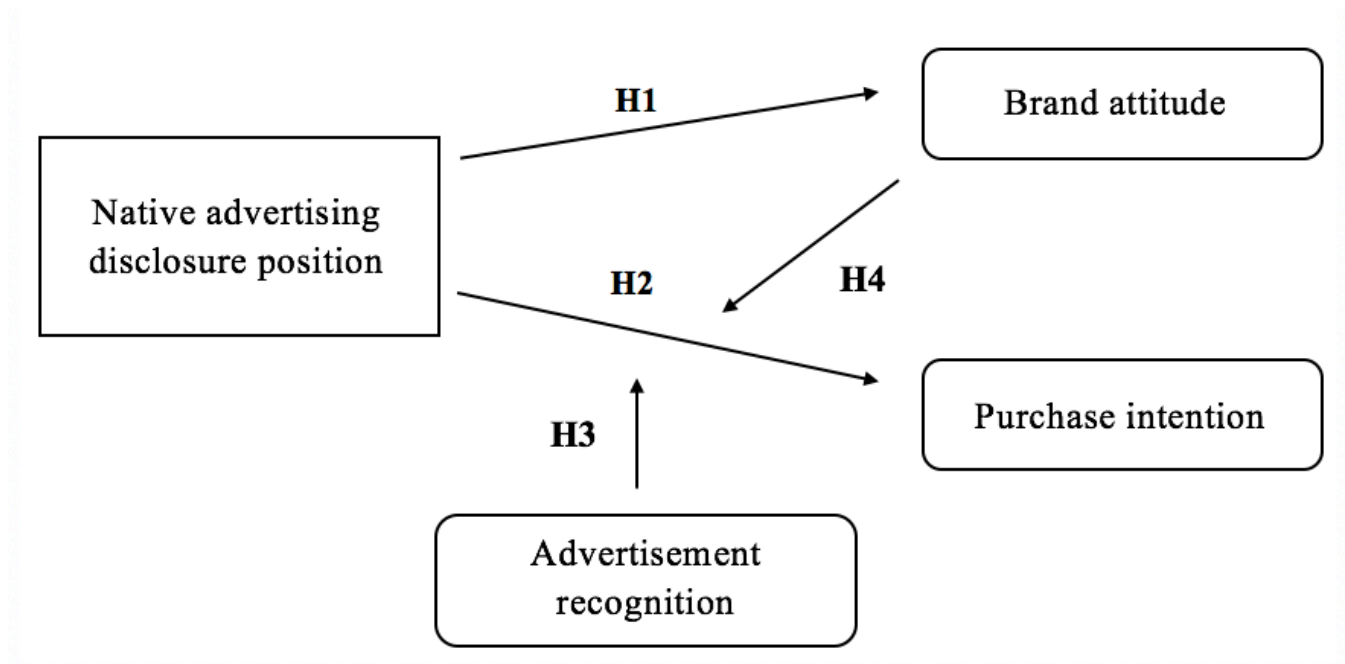 H1
Brand attitude
Native advertising
disclosure position
H2
H4
H3
Purchase intention
Advertisement
recognition